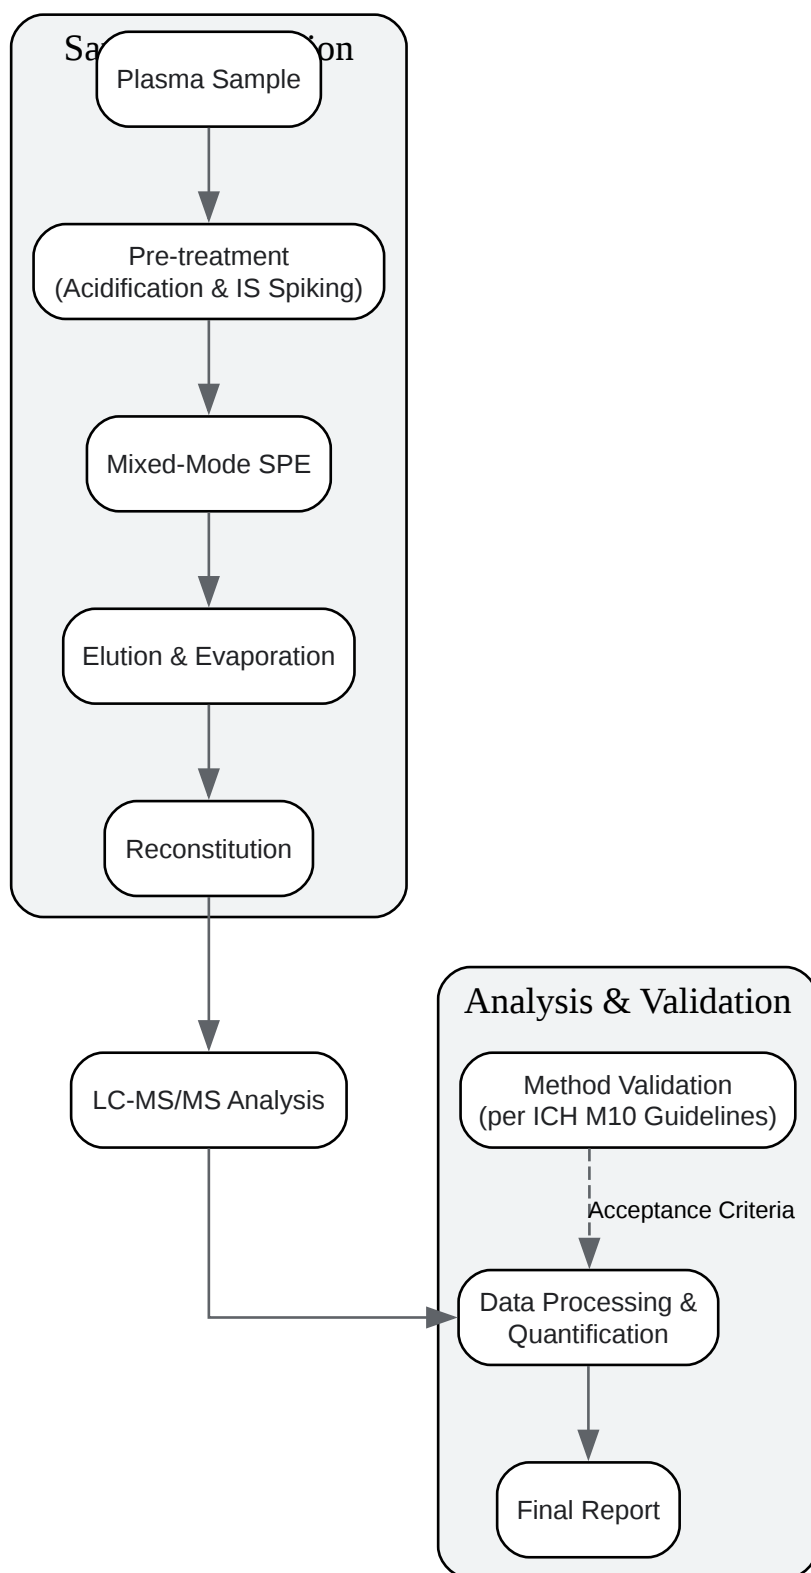 Plasma Sample
Pre-treatment
(Acidification & IS Spiking)
Mixed-Mode SPE
Elution & Evaporation
Reconstitution
LC-MS/MS Analysis
Analysis & Validation
Method Validation
(per ICH M10 Guidelines)
Acceptance Criteria
Data Processing &
Quantification
Final Report